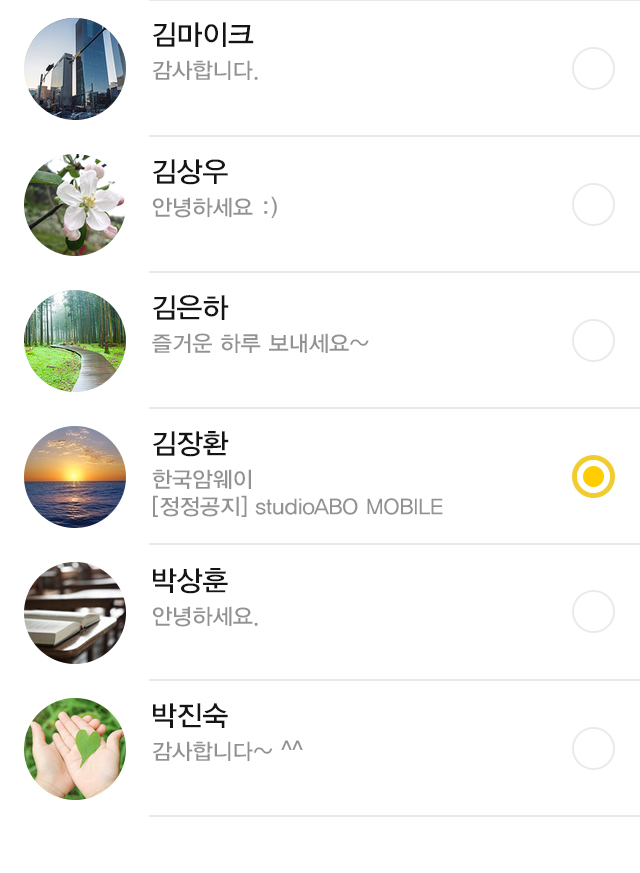 김마이크
감사합니다.
김상우
안녕하세요 :)
김은하
즐거운 하루 보내세요~
김장환
한국암웨이
[정정공지] studioABO MOBILE
박상훈
안녕하세요.
박진숙
감사합니다~ ^^